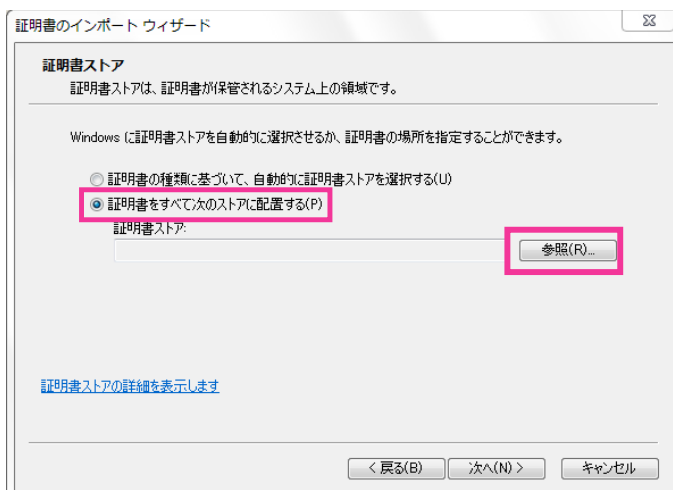 証明書のインポート ウィザード
証明書ストア
証明書ストアは、証明書が保管されるシステム上の領域です。
Windows に証明書ストアを自動的に選択させるか、証明書の場所を指定することができます。
証明書の種類に基づいて、自動的に証明書ストアを選択する(U)
証明書をすべて次のストアに配置する(P)
証明書ストア:
参照(R)...
証明書ストアの詳細を表示します
< 戻る(B) 次へ(N) > キャンセル